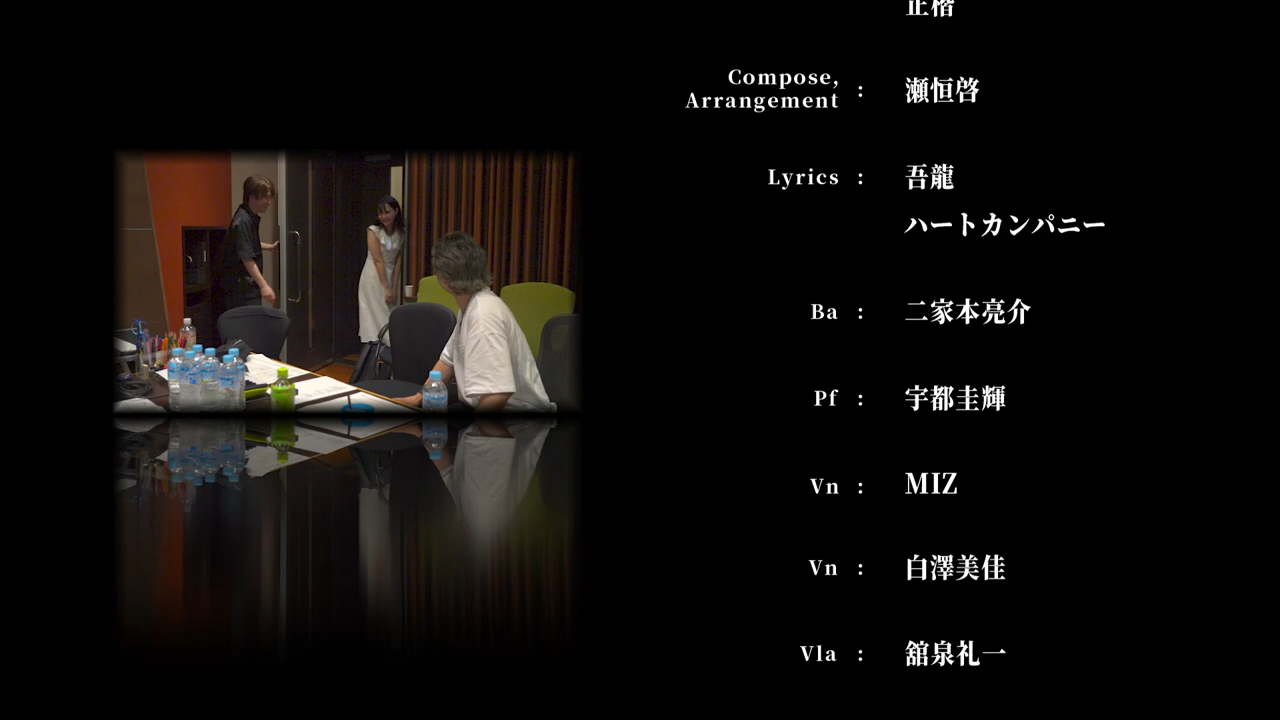 Compose,
Arrangement : 瀬恒啓
Lyrics : 吾龍
ハートカンパニー
Ba : 二家本亮介
Pf : 宇都圭輝
Vn : MIZ
Vn : 白澤美佳
Vla : 舘泉礼一